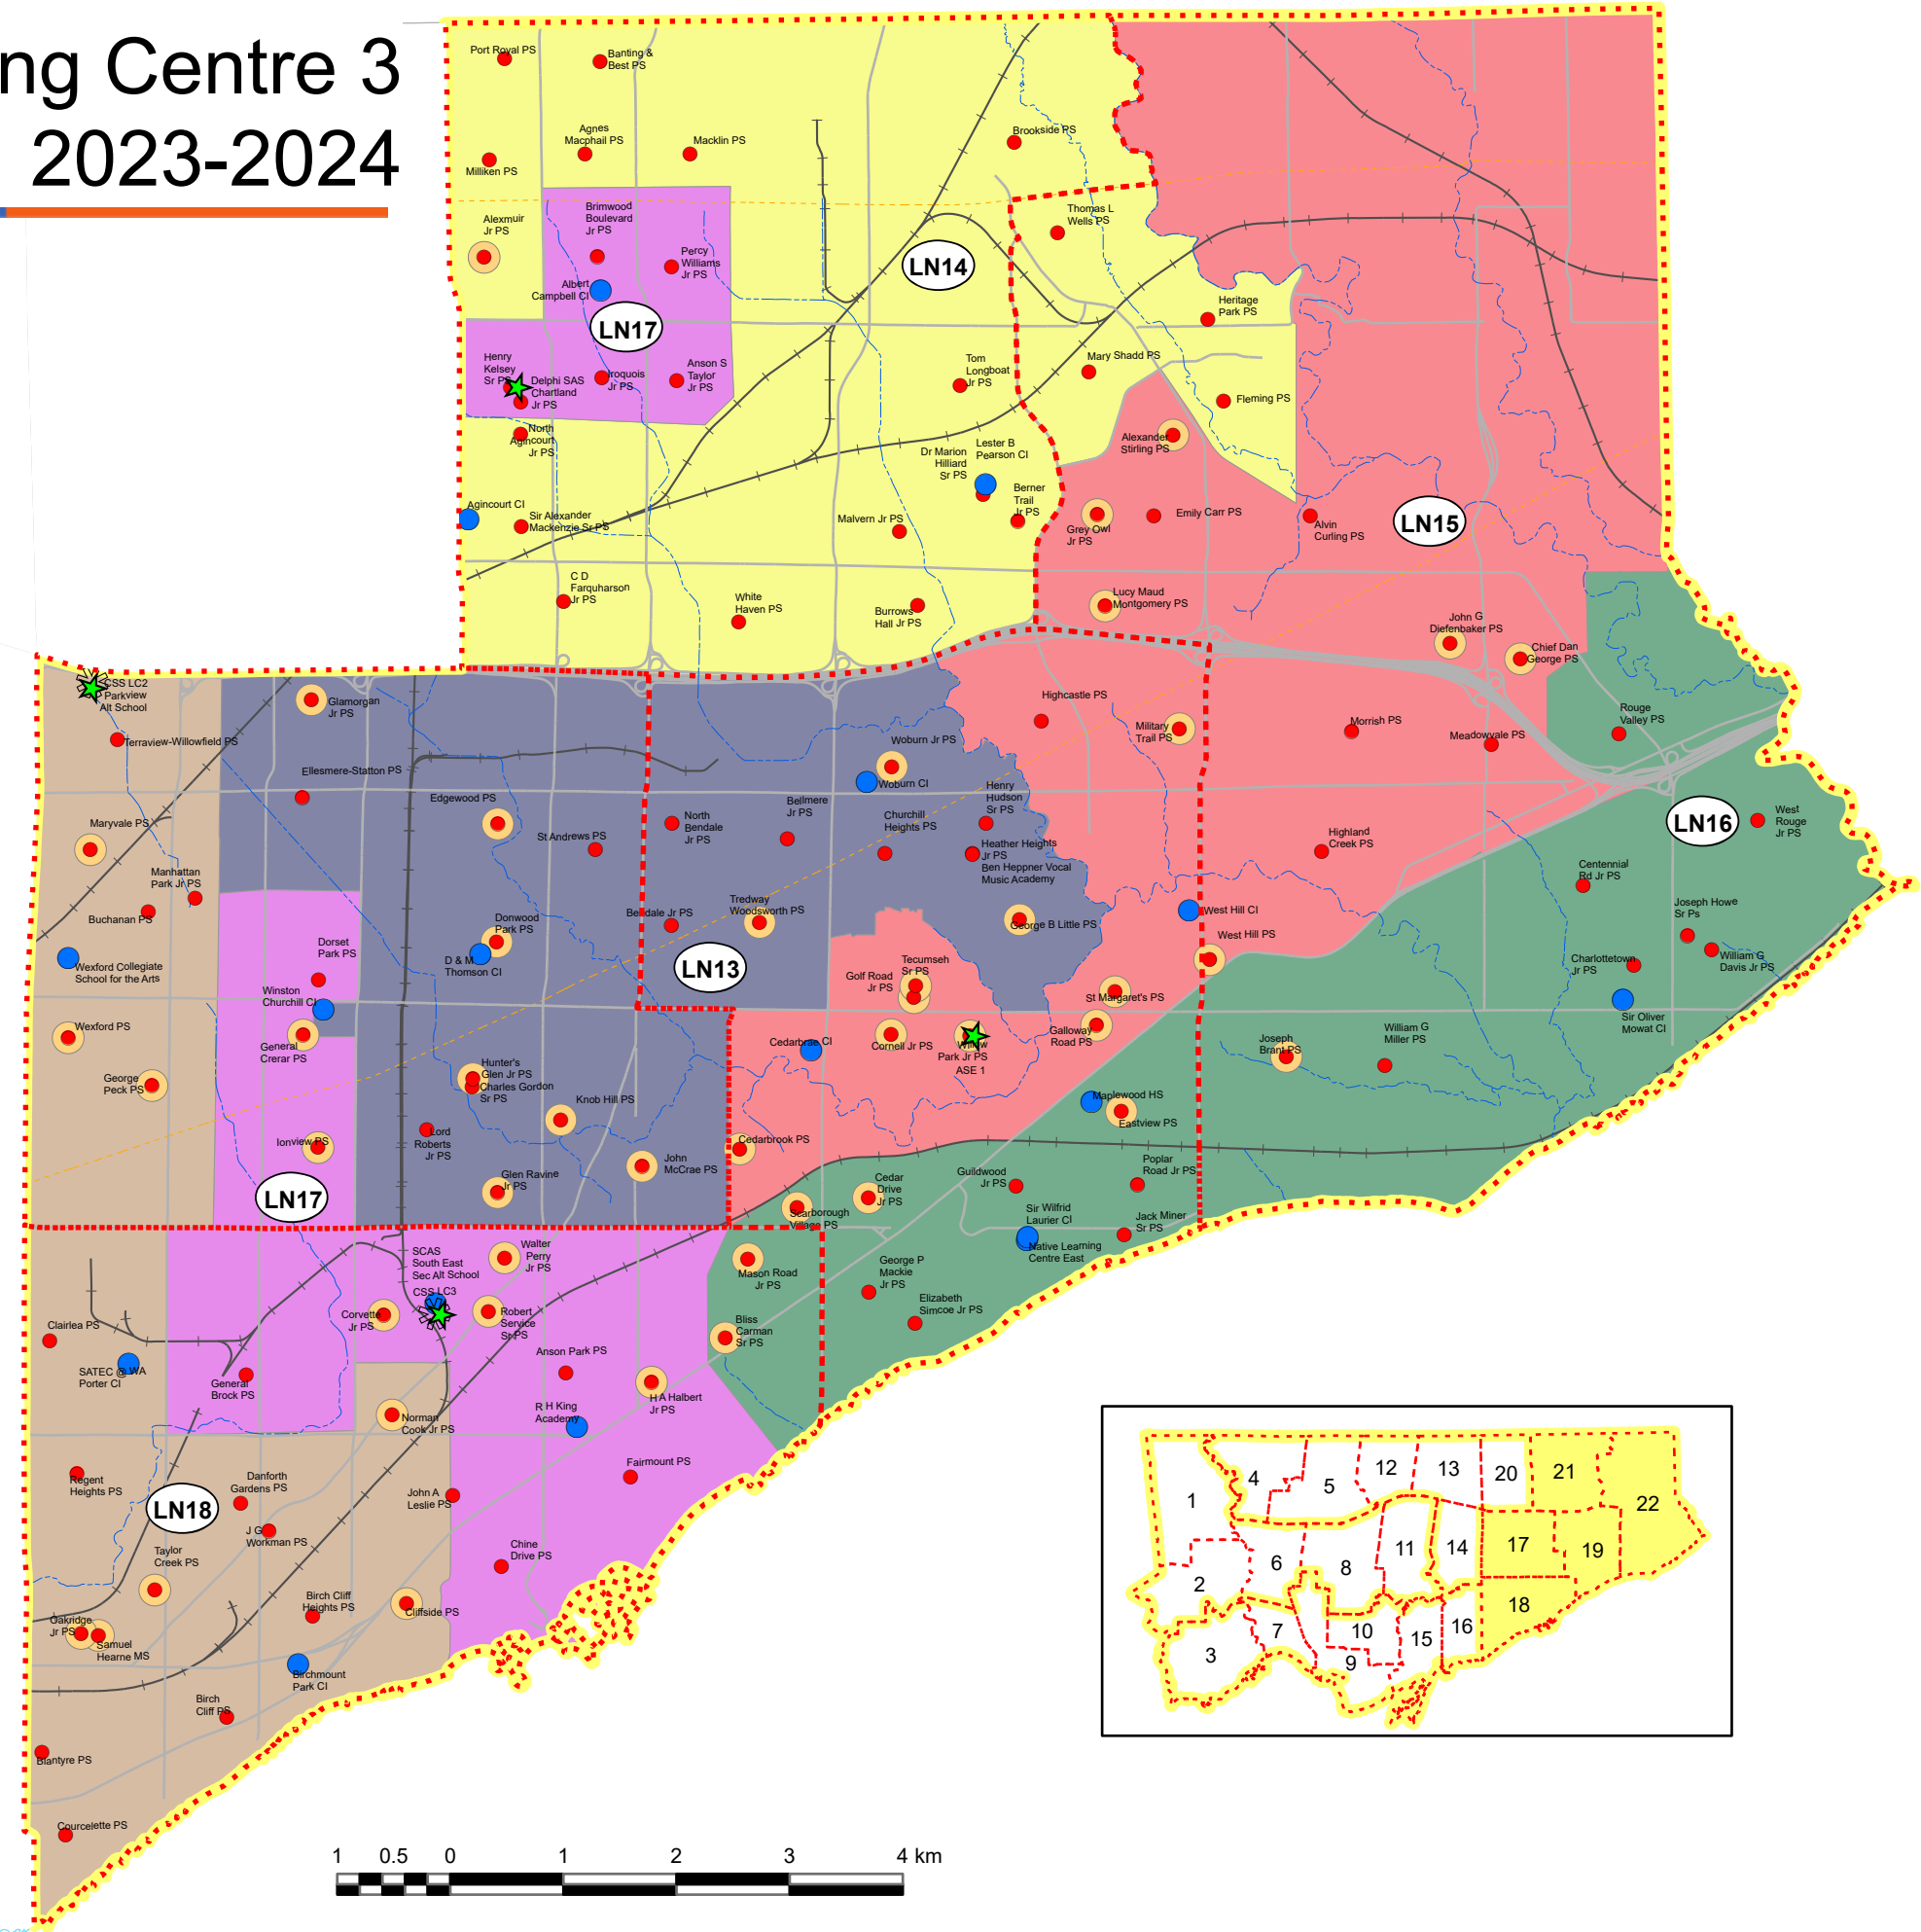 ng Centre 3
2023-2024
Port Royal PS
Banting &
Best PS
Agnes
Macphail PS
Macklin PS
Brookside PS
Milliken PS
Alexmuir
Jr PS
Brimwood
Boulevard
Jr PS
Percy
Williams
Jr PS
Albert
Campbell CI
LN14
LN17
Thomas L
Wells PS
Heritage
Park PS
Henry
Kelsey
Sr PS
Delphi SAS
Chartland
Jr PS
Iroquois
Jr PS
Anson S
Taylor
Jr PS
Tom
Longboat
Jr PS
Mary Shadd PS
Fleming PS
North
Agincourt
Jr PS
Alexander
Stirling PS
Lester B
Pearson CI
Dr Marion
Hilliard
Sr PS
Berner
Trail
Jr PS
Agincourt CI
Sir Alexander
Mackenzie Sr PS
Malvern Jr PS
Grey Owl
Jr PS
Emily Carr PS
Alvin
Curling PS
LN15
C D
Farquharson
Jr PS
White
Haven PS
Burrows
Hall Jr PS
Lucy Maud
Montgomery PS
John G
Diefenbaker PS
Chief Dan
George PS
CSS LC2
Parkview
Alt School
Glamorgan
Jr PS
Highcastle PS
Military
Trail PS
Morrish PS
Meadowvale PS
Rouge
Valley PS
Terraview-Willowfield PS
Ellesmere-Statton PS
Woburn Jr PS
Woburn CI
Edgewood PS
Bellmere
Jr PS
Henry
Hudson
Sr PS
LN16
West
Rouge
Jr PS
Maryvale PS
St Andrews PS
North
Bendale
Jr PS
Churchill
Heights PS
Heather Heights
Jr PS
Ben Heppner Vocal
Music Academy
Highland
Creek PS
Manhattan
Park Jr PS
Buchanan PS
Centennial
Rd Jr PS
Joseph Howe
Sr Ps
Donwood
Park PS
Bendale Jr PS
Tredway
Woodsworth PS
George B Little PS
West Hill CI
West Hill PS
Dorset
Park PS
D & M
Thomson CI
LN13
Wexford Collegiate
School for the Arts
Tecumseh
Sr PS
Golf Road
Jr PS
Charlottetown
Jr PS
William G
Davis Jr PS
Winston
Churchill CI
St Margaret's PS
Sir Oliver
Mowat CI
Wexford PS
General
Crerar PS
Cedarbrae CI
Cornell Jr PS
Willow
Park Jr PS
ASE 1
Galloway
Road PS
Joseph
Brant PS
William G
Miller PS
George
Peck PS
Hunter's
Glen Jr PS
Charles Gordon
Sr PS
Knob Hill PS
Maplewood HS
Eastview PS
Ionview PS
Lord
Roberts
Jr PS
Cedarbrook PS
John
McCrae PS
LN17
Glen Ravine
Jr PS
Cedar
Drive
Jr PS
Guildwood
Jr PS
Poplar
Road Jr PS
Scarborough
Village PS
Sir Wilfrid
Laurier CI
Native Learning
Centre East
Jack Miner
Sr PS
SCAS
South East
Sec Alt School
CSS LC3
Walter
Perry
Jr PS
Mason Road
Jr PS
George P
Mackie
Jr PS
Elizabeth
Simcoe Jr PS
Clairlea PS
Corvette
Jr PS
Robert
Service
Sr PS
Bliss
Carman
Sr PS
SATEC @ WA
Porter CI
General
Brock PS
Anson Park PS
H A Halbert
Jr PS
Norman
Cook Jr PS
R H King
Academy
Regent
Heights PS
Danforth
Gardens PS
Fairmount PS
LN18
John A
Leslie PS
J G
Workman PS
Taylor
Creek PS
Chine
Drive PS
Birch Cliff
Heights PS
Cliffside PS
Oakridge
Jr PS
Samuel
Hearne MS
Birchmount
Park CI
Birch
Cliff PS
Blantyre PS
Courcelette PS
1 0.5 0 1 2 3 4 km
1
2
3
4
5
6
7
8
9
10
11
12
13
14
15
16
17
18
19
20
21
22